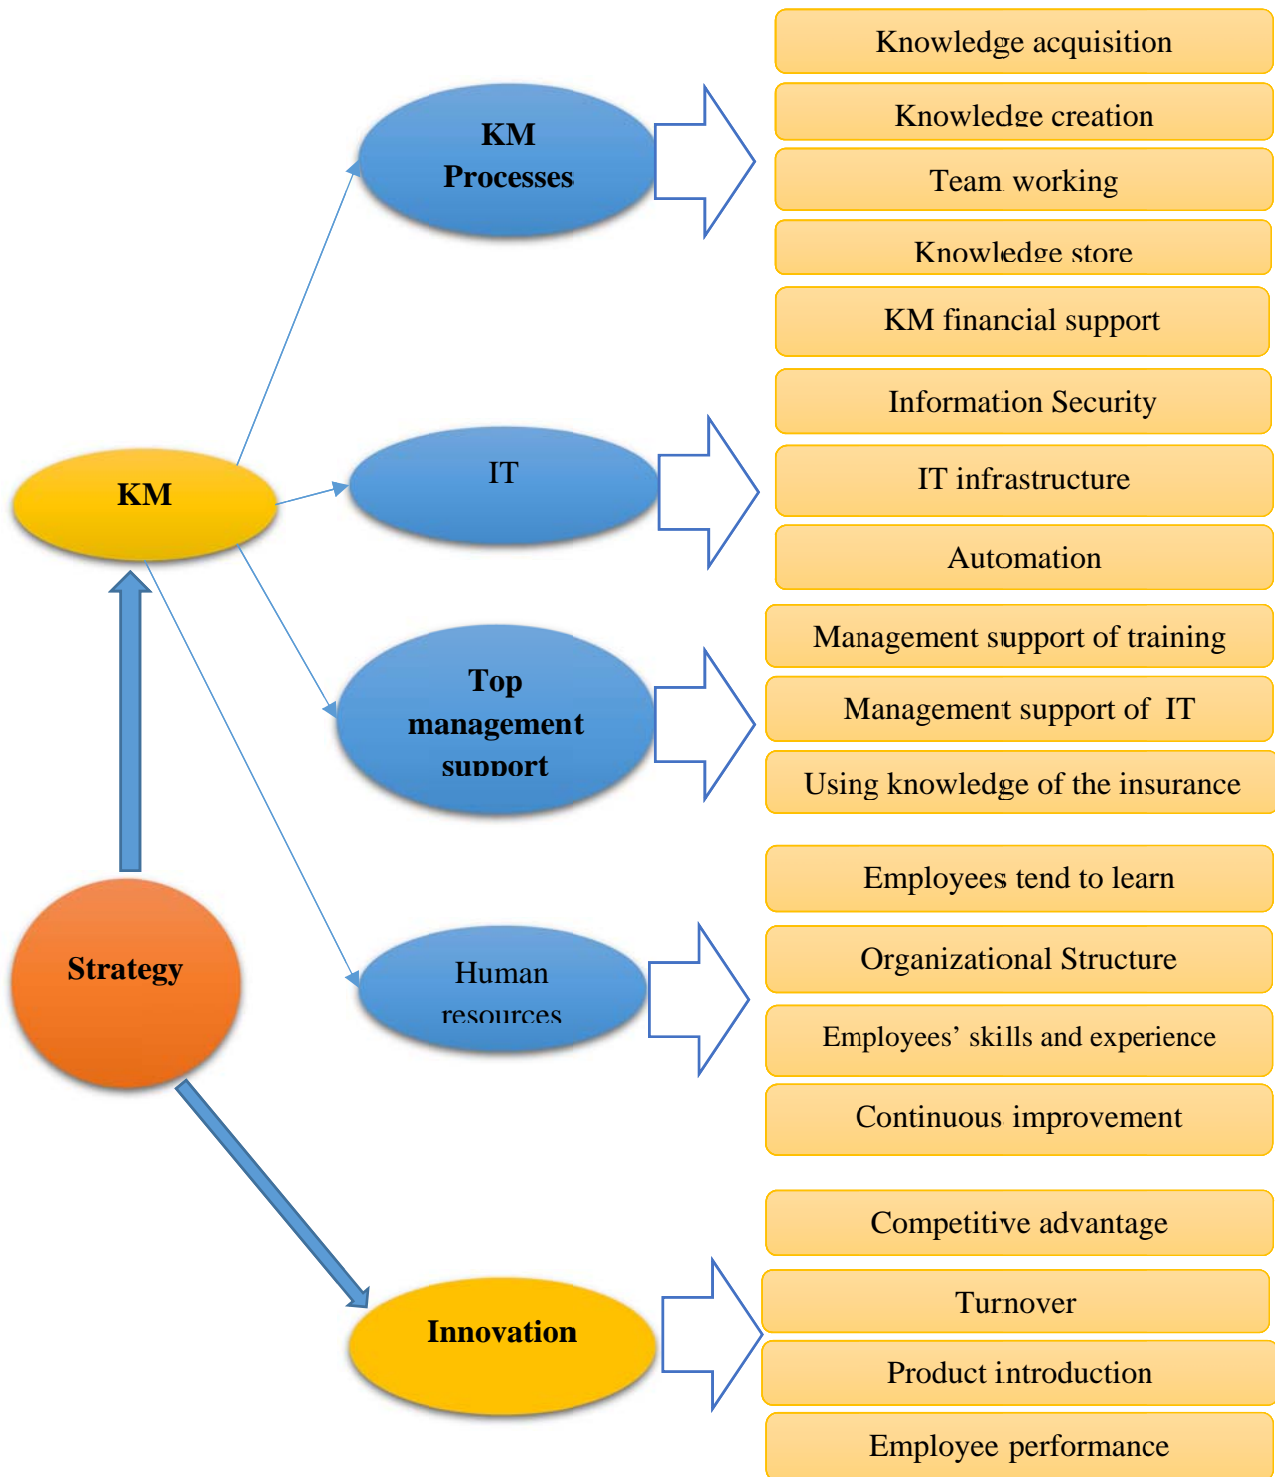 Knowledge acquisition
Knowledge creation
Team working
Knowledge store
KM financial support
KM
Processes
Information Security
IT infrastructure
Automation
IT
KM
Management support of training
Management support of IT
Using knowledge of the insurance
Top
management
support
Employees tend to learn
Organizational Structure
Employees’ skills and experience
Continuous improvement
Human
resources
Strategy
Competitive advantage
Turnover
Product introduction
Employee performance
Innovation